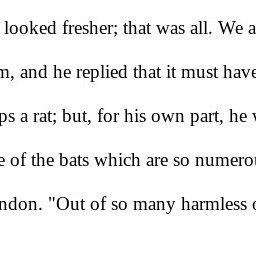 looked fresher; that was all. We a
m, and he replied that it must have
ps a rat; but, for his own part, he
e of the bats which are so numerou
ndon. "Out of so many harmless